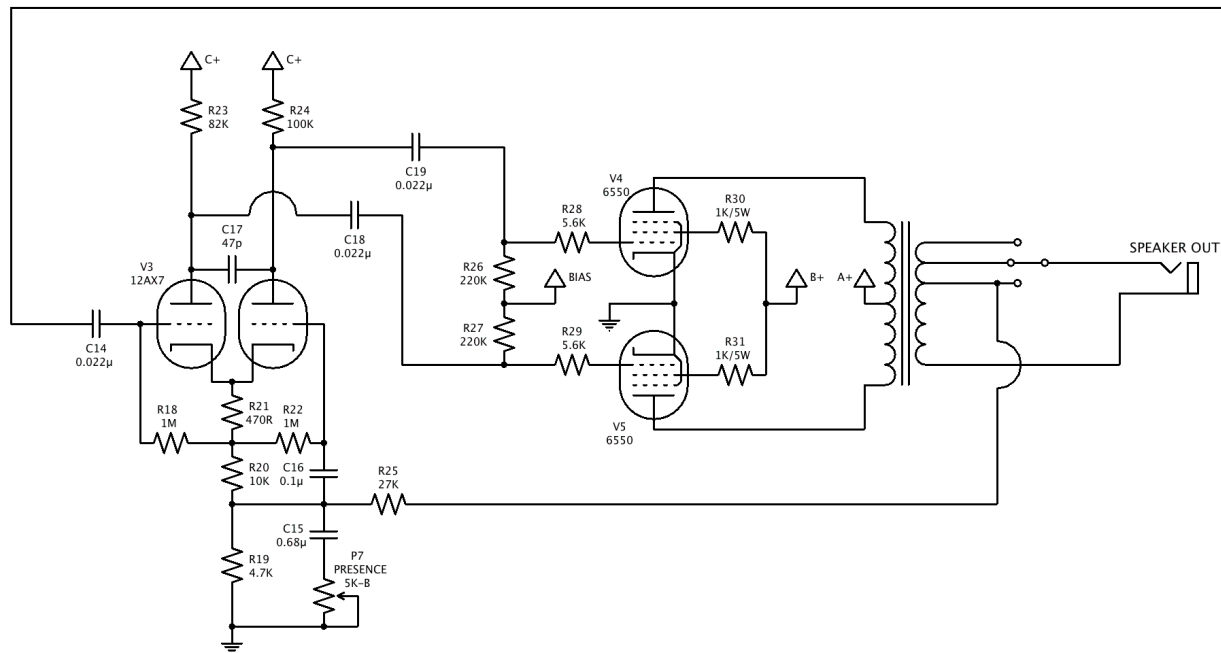 C+
C+
R23
82K
R24
100K
C19
0.022µ
V4
6550
R28
5.6K
R30
1K/5W
C17
47p
C18
0.022µ
SPEAKER OUT
V3
12AX7
R26
220K
BIAS
B+
A+
C14
0.022µ
R27
220K
R29
5.6K
R31
1K/5W
R18
1M
R21
470R
R22
1M
V5
6550
R20
10K
C16
0.1µ
R25
27K
C15
0.68µ
R19
4.7K
P7
PRESENCE
5K-B